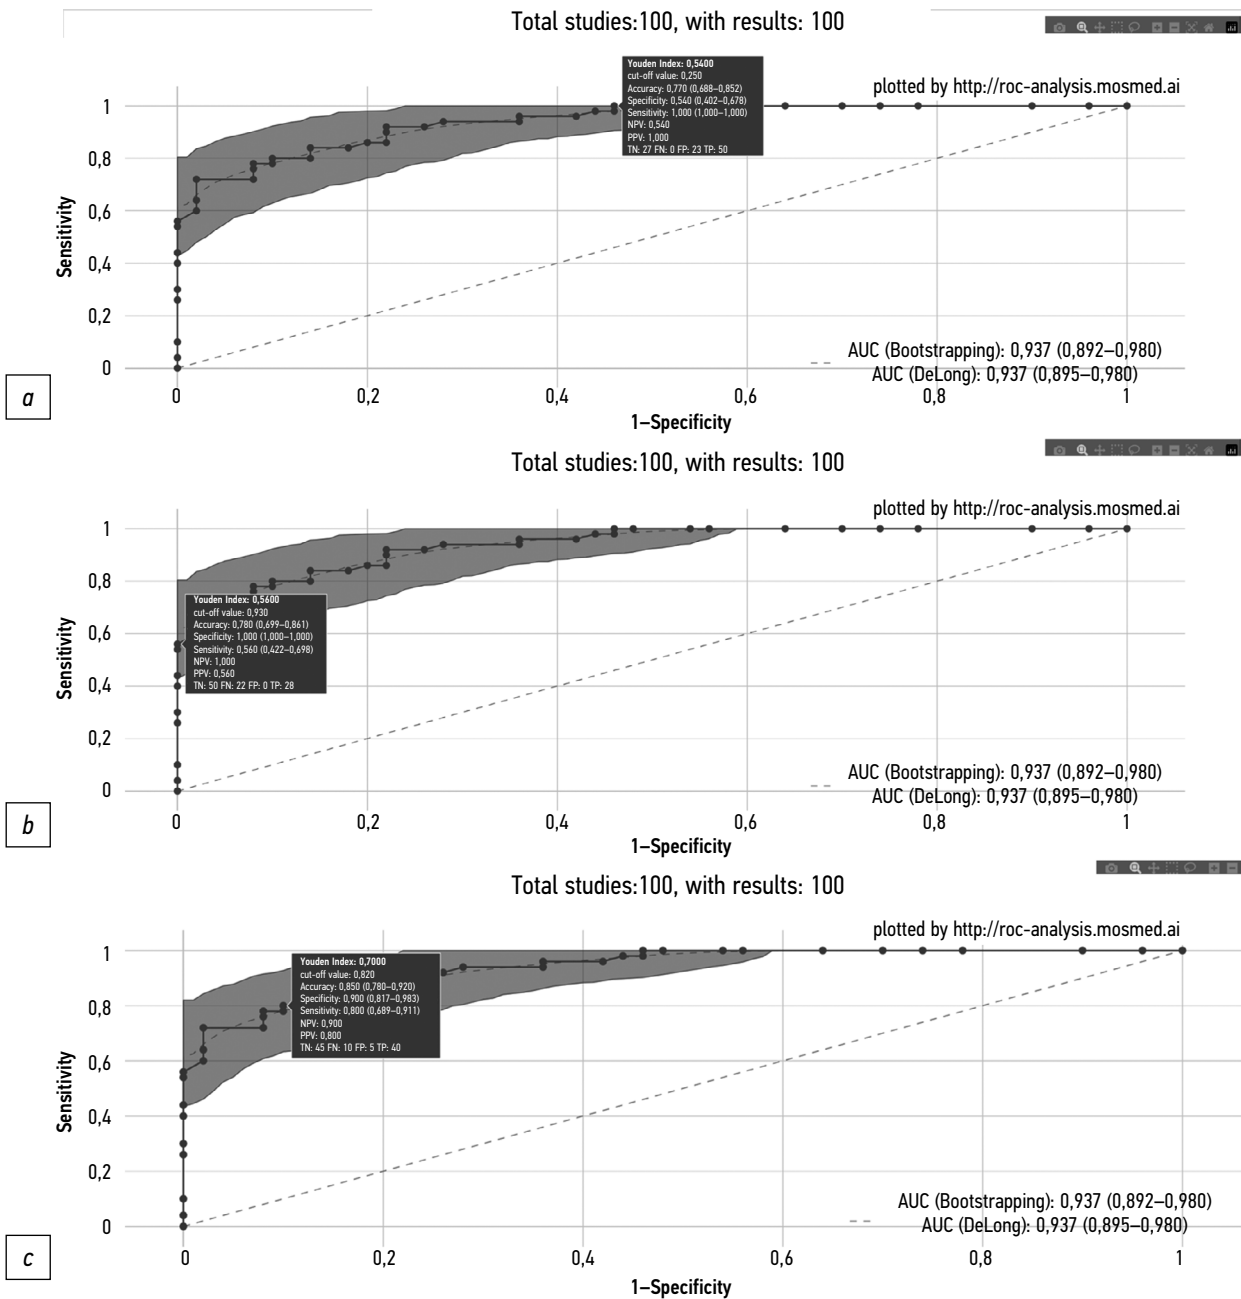 Total studies:100, with results: 100
plotted by http://roc-analysis.mosmed.ai
Youden Index: 0,5400
cut-off value: 0,250
Accuracy: 0,770 (0,688–0,852)
Specificity: 0,540 (0,402–0,678)
Sensitivity: 1,000 (1,000–1,000)
NPV: 0,540
PPV: 1,000
TN: 27 FN: 0 FP: 23 TP: 50
Sensitivity
1
0,8
0,6
0,4
0,2
0
AUC (Bootstrapping): 0,937 (0,892–0,980)
AUC (DeLong): 0,937 (0,895–0,980)
0 0,2 0,4 0,6 0,8 1
1–Specificity
a
Total studies:100, with results: 100
plotted by http://roc-analysis.mosmed.ai
Youden Index: 0,5600
cut-off value: 0,930
Accuracy: 0,780 (0,699–0,861)
Specificity: 1,000 (1,000–1,000)
Sensitivity: 0,560 (0,422–0,698)
NPV: 1,000
PPV: 0,560
TN: 50 FN: 22 FP: 0 TP: 28
Sensitivity
1
0,8
0,6
0,4
0,2
0
AUC (Bootstrapping): 0,937 (0,892–0,980)
AUC (DeLong): 0,937 (0,895–0,980)
0 0,2 0,4 0,6 0,8 1
1–Specificity
b
Total studies:100, with results: 100
plotted by http://roc-analysis.mosmed.ai
Youden Index: 0,7000
cut-off value: 0,820
Accuracy: 0,850 (0,780–0,920)
Specificity: 0,900 (0,817–0,983)
Sensitivity: 0,800 (0,689–0,911)
NPV: 0,900
PPV: 0,800
TN: 45 FN: 10 FP: 5 TP: 40
Sensitivity
1
0,8
0,6
0,4
0,2
0
AUC (Bootstrapping): 0,937 (0,892–0,980)
AUC (DeLong): 0,937 (0,895–0,980)
0 0,2 0,4 0,6 0,8 1
1–Specificity
c